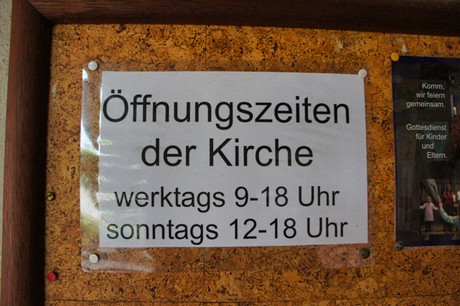 Öffnungszeiten
der Kirche
werktags 9-18 Uhr
sonntags 12-18 Uhr
Komm,
wir feiern
gemeinsam.
Gottesdienst
für Kinder
und
Eltern.